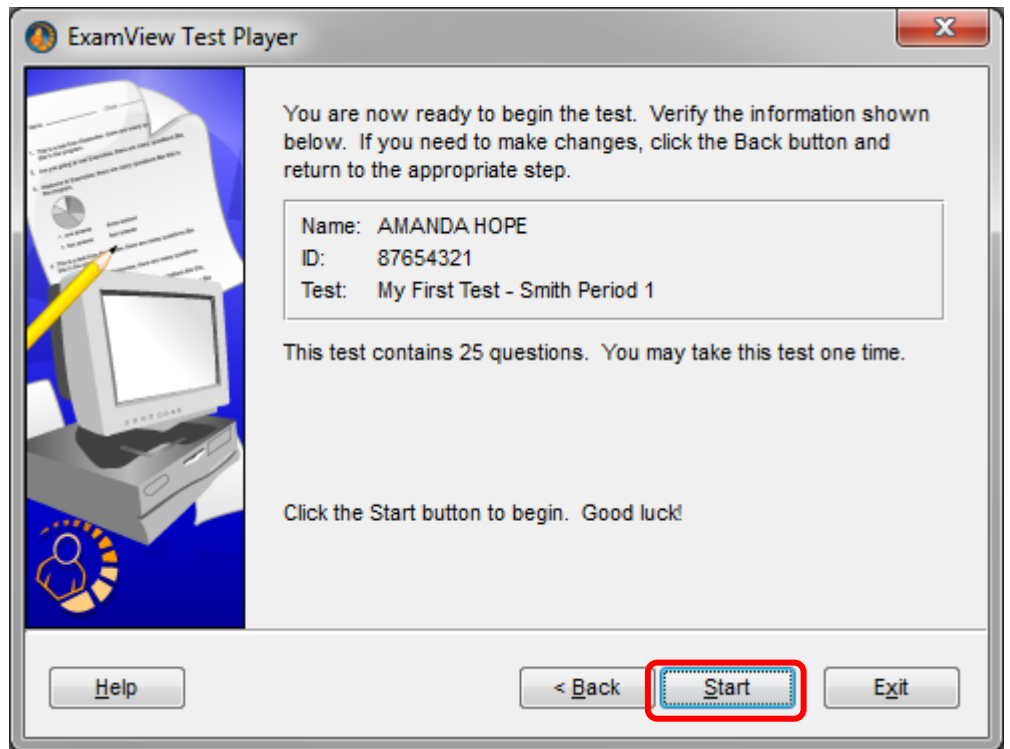 ExamView Test Player
You are now ready to begin the test. Verify the information shown
below. If you need to make changes, click the Back button and
return to the appropriate step.
Name: AMANDA HOPE
ID: 87654321
Test: My First Test - Smith Period 1
This test contains 25 questions. You may take this test one time.
Click the Start button to begin. Good luck!
Help
< Back
Start
Exit